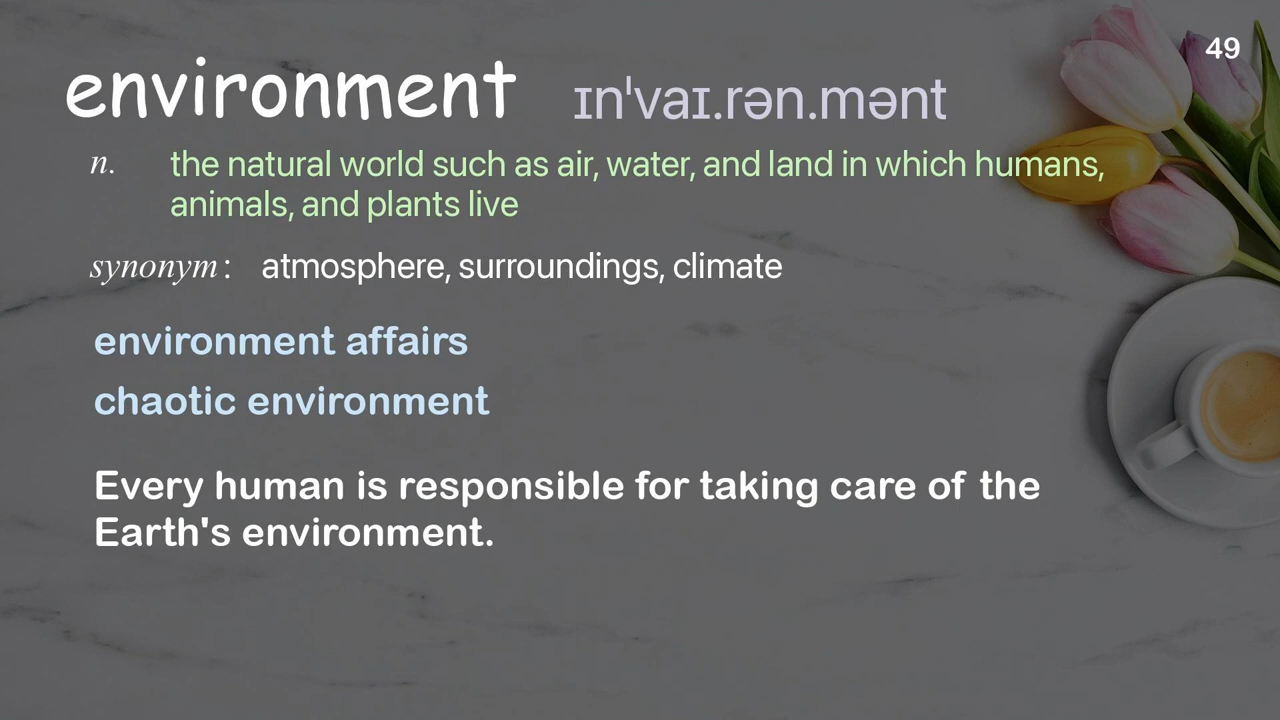 49
environment ɪnˈvaɪ.rən.mənt
n. the natural world such as air, water, and land in which humans,
animals, and plants live
synonym: atmosphere, surroundings, climate
environment affairs
chaotic environment
Every human is responsible for taking care of the
Earth's environment.